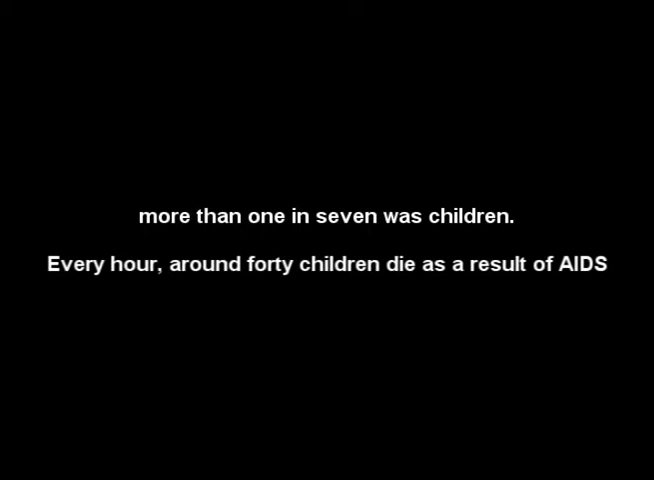 more than one in seven was children.
Every hour, around forty children die as a result of AIDS